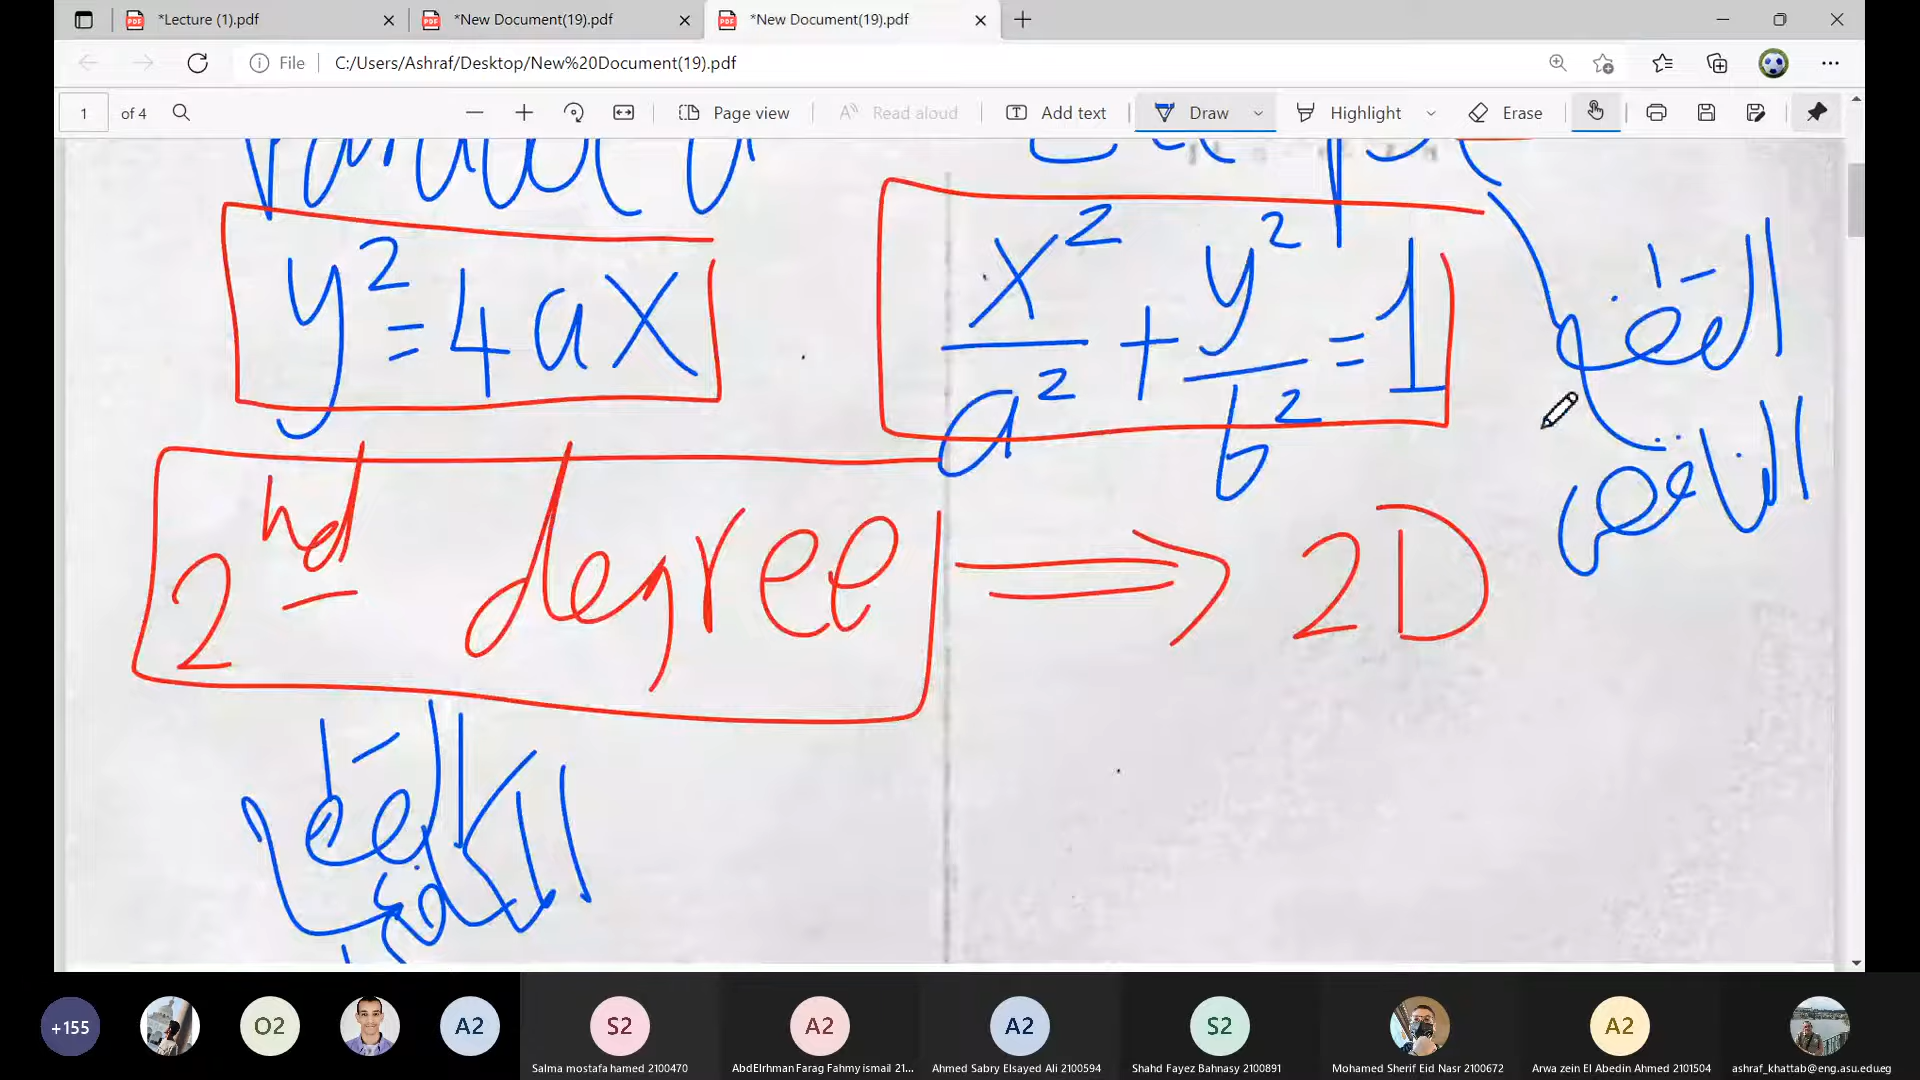 *Lecture (1).pdf
*New Document(19).pdf
*New Document(19).pdf
File
C:/Users/Ashraf/Desktop/New%20Document(19).pdf
1 of 4
Page view
Read aloud
Add text
Draw
Highlight
Erase
y² = 4ax
x²/a² + y²/b² = 1
القطع
الناقص
2nd degree ⇒ 2D
+155
O2
A2
S2
A2
A2
S2
A2
Salma mostafa hamed 2100470
AbdElrhman Farag Fahmy ismail 21...
Ahmed Sabry Elsayed Ali 2100594
Shahd Fayez Bahnasy 2100891
Mohamed Sherif Eid Nasr 2100672
Arwa zein El Abedin Ahmed 2101504
ashraf_khattab@eng.asu.edu.eg